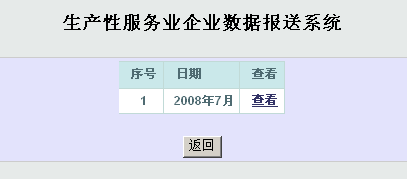 生产性服务业企业数据报送系统
序号 日期 查看
1 2008年7月 查看
返回